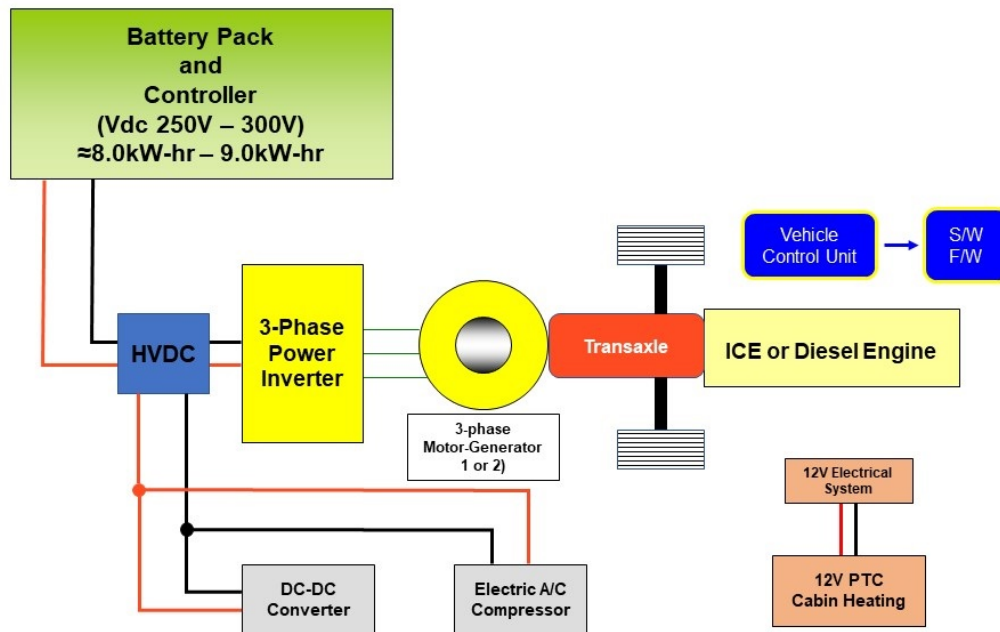 Battery Pack
and
Controller
(Vdc 250V – 300V)
≈8.0kW-hr – 9.0kW-hr
Vehicle
Control Unit
S/W
F/W
HVDC
3-Phase
Power
Inverter
Transaxle
ICE or Diesel Engine
3-phase
Motor-Generator
1 or 2)
12V Electrical
System
DC-DC
Converter
Electric A/C
Compressor
12V PTC
Cabin Heating